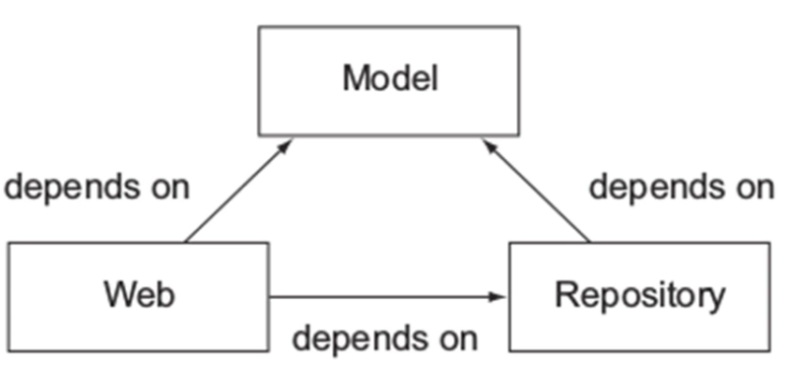 Model
depends on
depends on
Web
Repository
depends on